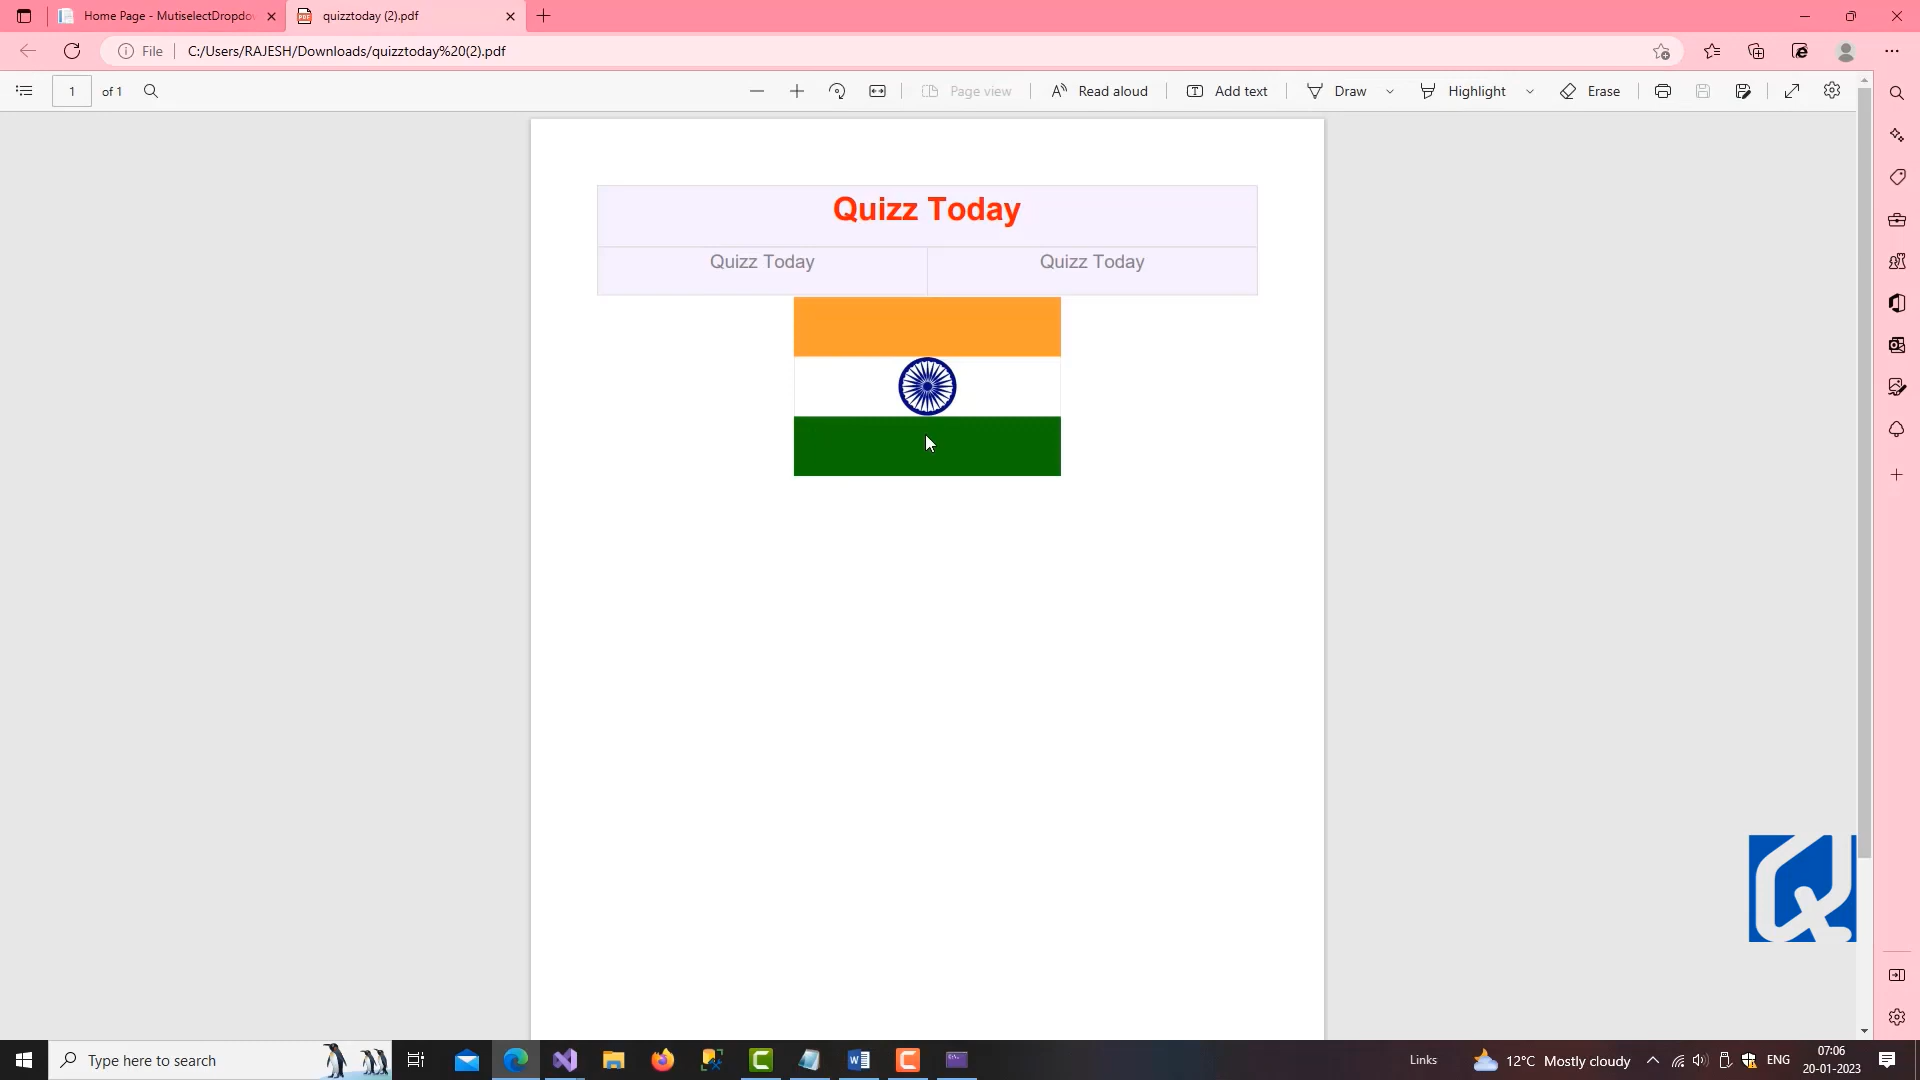 Home Page - MutiselectDropdo
quizztoday (2).pdf
File
C:/Users/RAJESH/Downloads/quizztoday%20(2).pdf
1 of 1
Page view
Read aloud
Add text
Draw
Highlight
Erase
Quizz Today
Quizz Today Quizz Today
Type here to search
Links
12°C Mostly cloudy
ENG
07:06
20-01-2023